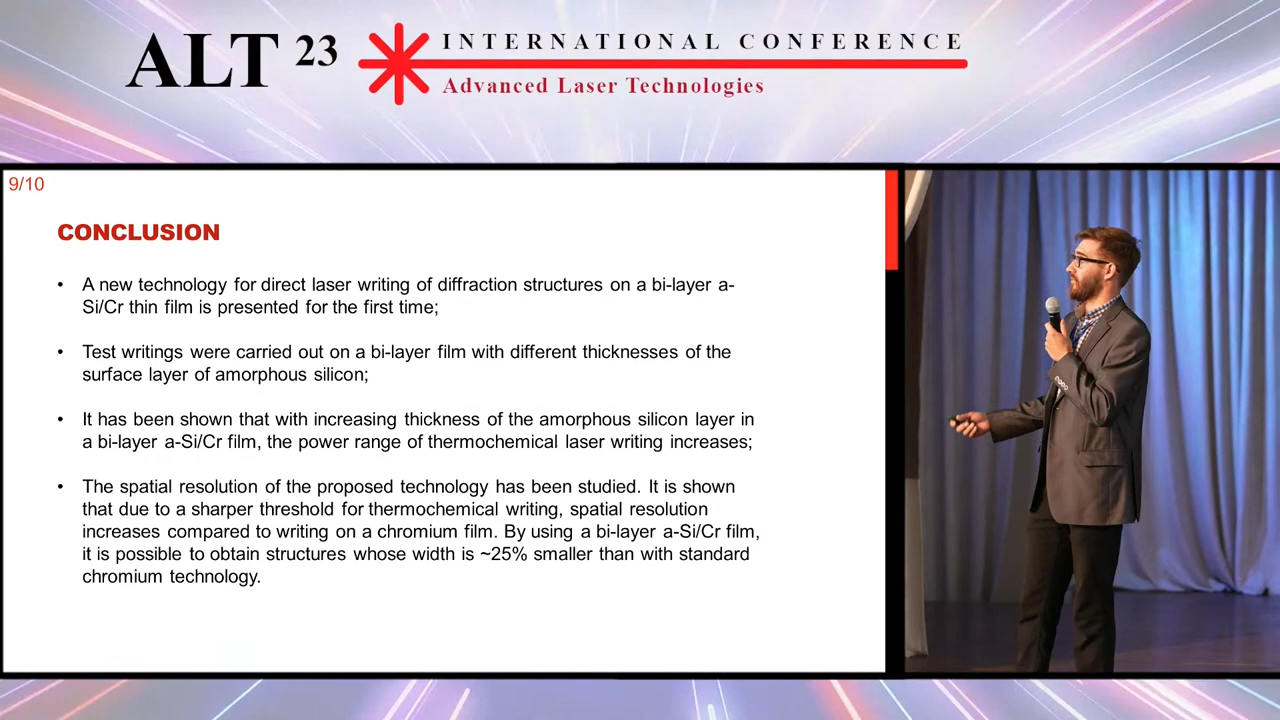 ALT 23
INTERNATIONAL CONFERENCE
Advanced Laser Technologies
9/10
CONCLUSION
• A new technology for direct laser writing of diffraction structures on a bi-layer a-
Si/Cr thin film is presented for the first time;
• Test writings were carried out on a bi-layer film with different thicknesses of the
surface layer of amorphous silicon;
• It has been shown that with increasing thickness of the amorphous silicon layer in
a bi-layer a-Si/Cr film, the power range of thermochemical laser writing increases;
• The spatial resolution of the proposed technology has been studied. It is shown
that due to a sharper threshold for thermochemical writing, spatial resolution
increases compared to writing on a chromium film. By using a bi-layer a-Si/Cr film,
it is possible to obtain structures whose width is ~25% smaller than with standard
chromium technology.